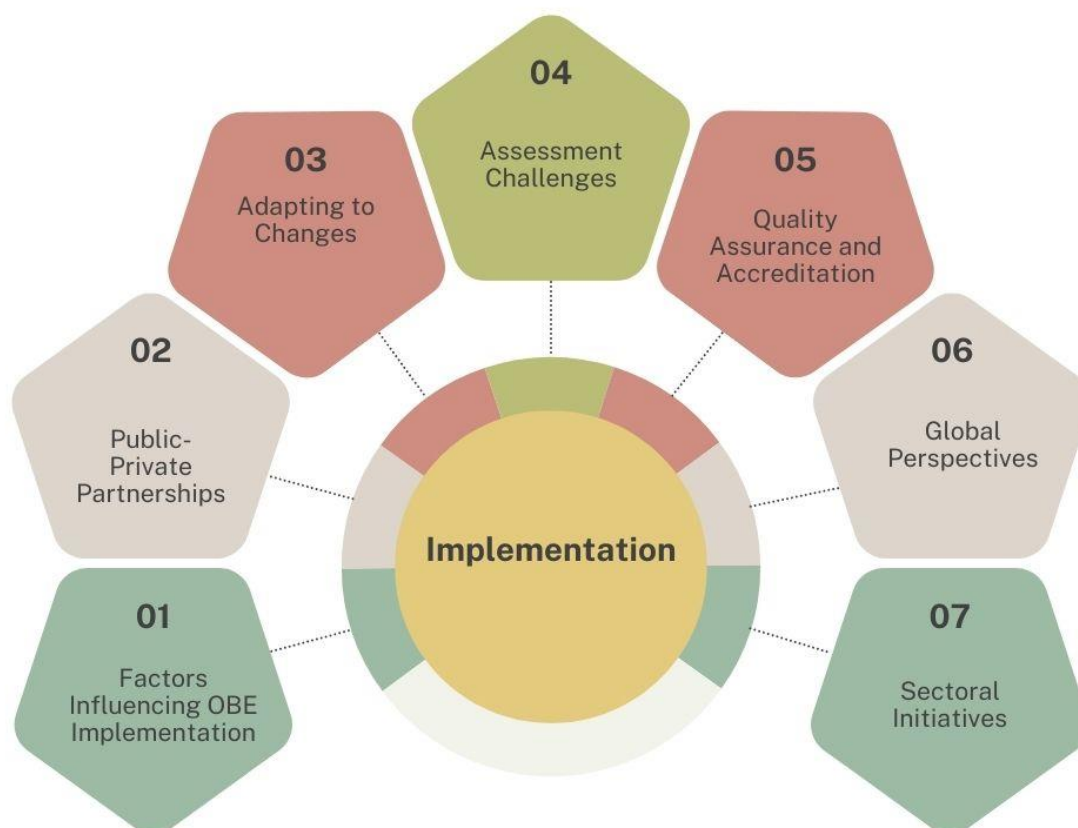 04
Assessment
Challenges
03
Adapting to
Changes
05
Quality
Assurance and
Accreditation
02
Public-
Private
Partnerships
06
Global
Perspectives
Implementation
01
Factors
Influencing OBE
Implementation
07
Sectoral
Initiatives